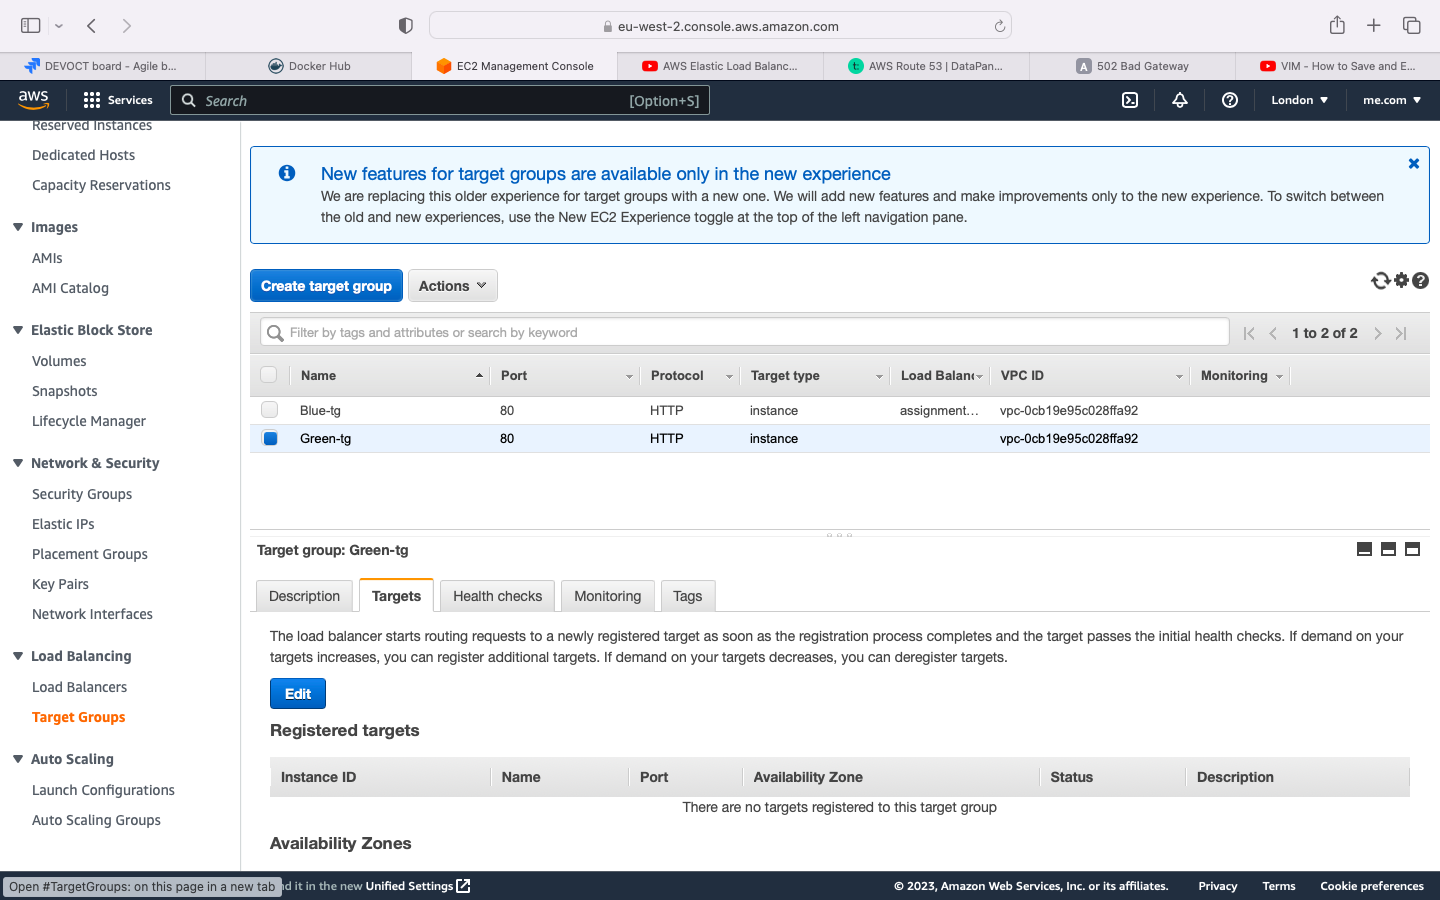 eu-west-2.console.aws.amazon.com
DEVOCT board - Agile b...
Docker Hub
EC2 Management Console
AWS Elastic Load Balanc...
AWS Route 53 | DataPan...
A
502 Bad Gateway
VIM - How to Save and E...
aws
Services
Search
[Option+S]
London
me.com
Reserved Instances
Dedicated Hosts
Capacity Reservations
Images
AMIs
AMI Catalog
Elastic Block Store
Volumes
Snapshots
Lifecycle Manager
Network & Security
Security Groups
Elastic IPs
Placement Groups
Key Pairs
Network Interfaces
Load Balancing
Load Balancers
Target Groups
Auto Scaling
Launch Configurations
Auto Scaling Groups
New features for target groups are available only in the new experience
We are replacing this older experience for target groups with a new one. We will add new features and make improvements only to the new experience. To switch between
the old and new experiences, use the New EC2 Experience toggle at the top of the left navigation pane.
Create target group
Actions
Filter by tags and attributes or search by keyword
1 to 2 of 2
Name Port Protocol Target type Load Balanc VPC ID Monitoring
Blue-tg 80 HTTP instance assignment... vpc-0cb19e95c028ffa92
Green-tg 80 HTTP instance vpc-0cb19e95c028ffa92
Target group: Green-tg
Description Targets Health checks Monitoring Tags
The load balancer starts routing requests to a newly registered target as soon as the registration process completes and the target passes the initial health checks. If demand on your
targets increases, you can register additional targets. If demand on your targets decreases, you can deregister targets.
Edit
Registered targets
Instance ID Name Port Availability Zone Status Description
There are no targets registered to this target group
Availability Zones
Open #TargetGroups: on this page in a new tab
d it in the new Unified Settings
© 2023, Amazon Web Services, Inc. or its affiliates.
Privacy
Terms
Cookie preferences